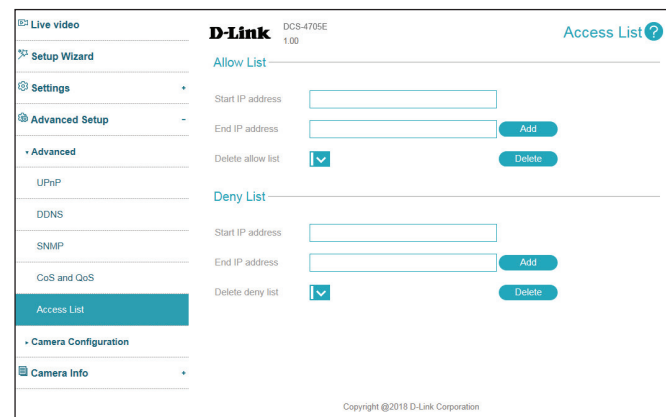 Live video
Setup Wizard
Settings +
Advanced Setup -
Advanced
UPnP
DDNS
SNMP
CoS and QoS
Access List
Camera Configuration
Camera Info +
D-Link DCS-4705E
1.00
Access List ?
Allow List
Start IP address
End IP address Add
Delete allow list Delete
Deny List
Start IP address
End IP address Add
Delete deny list Delete
Copyright @2018 D-Link Corporation